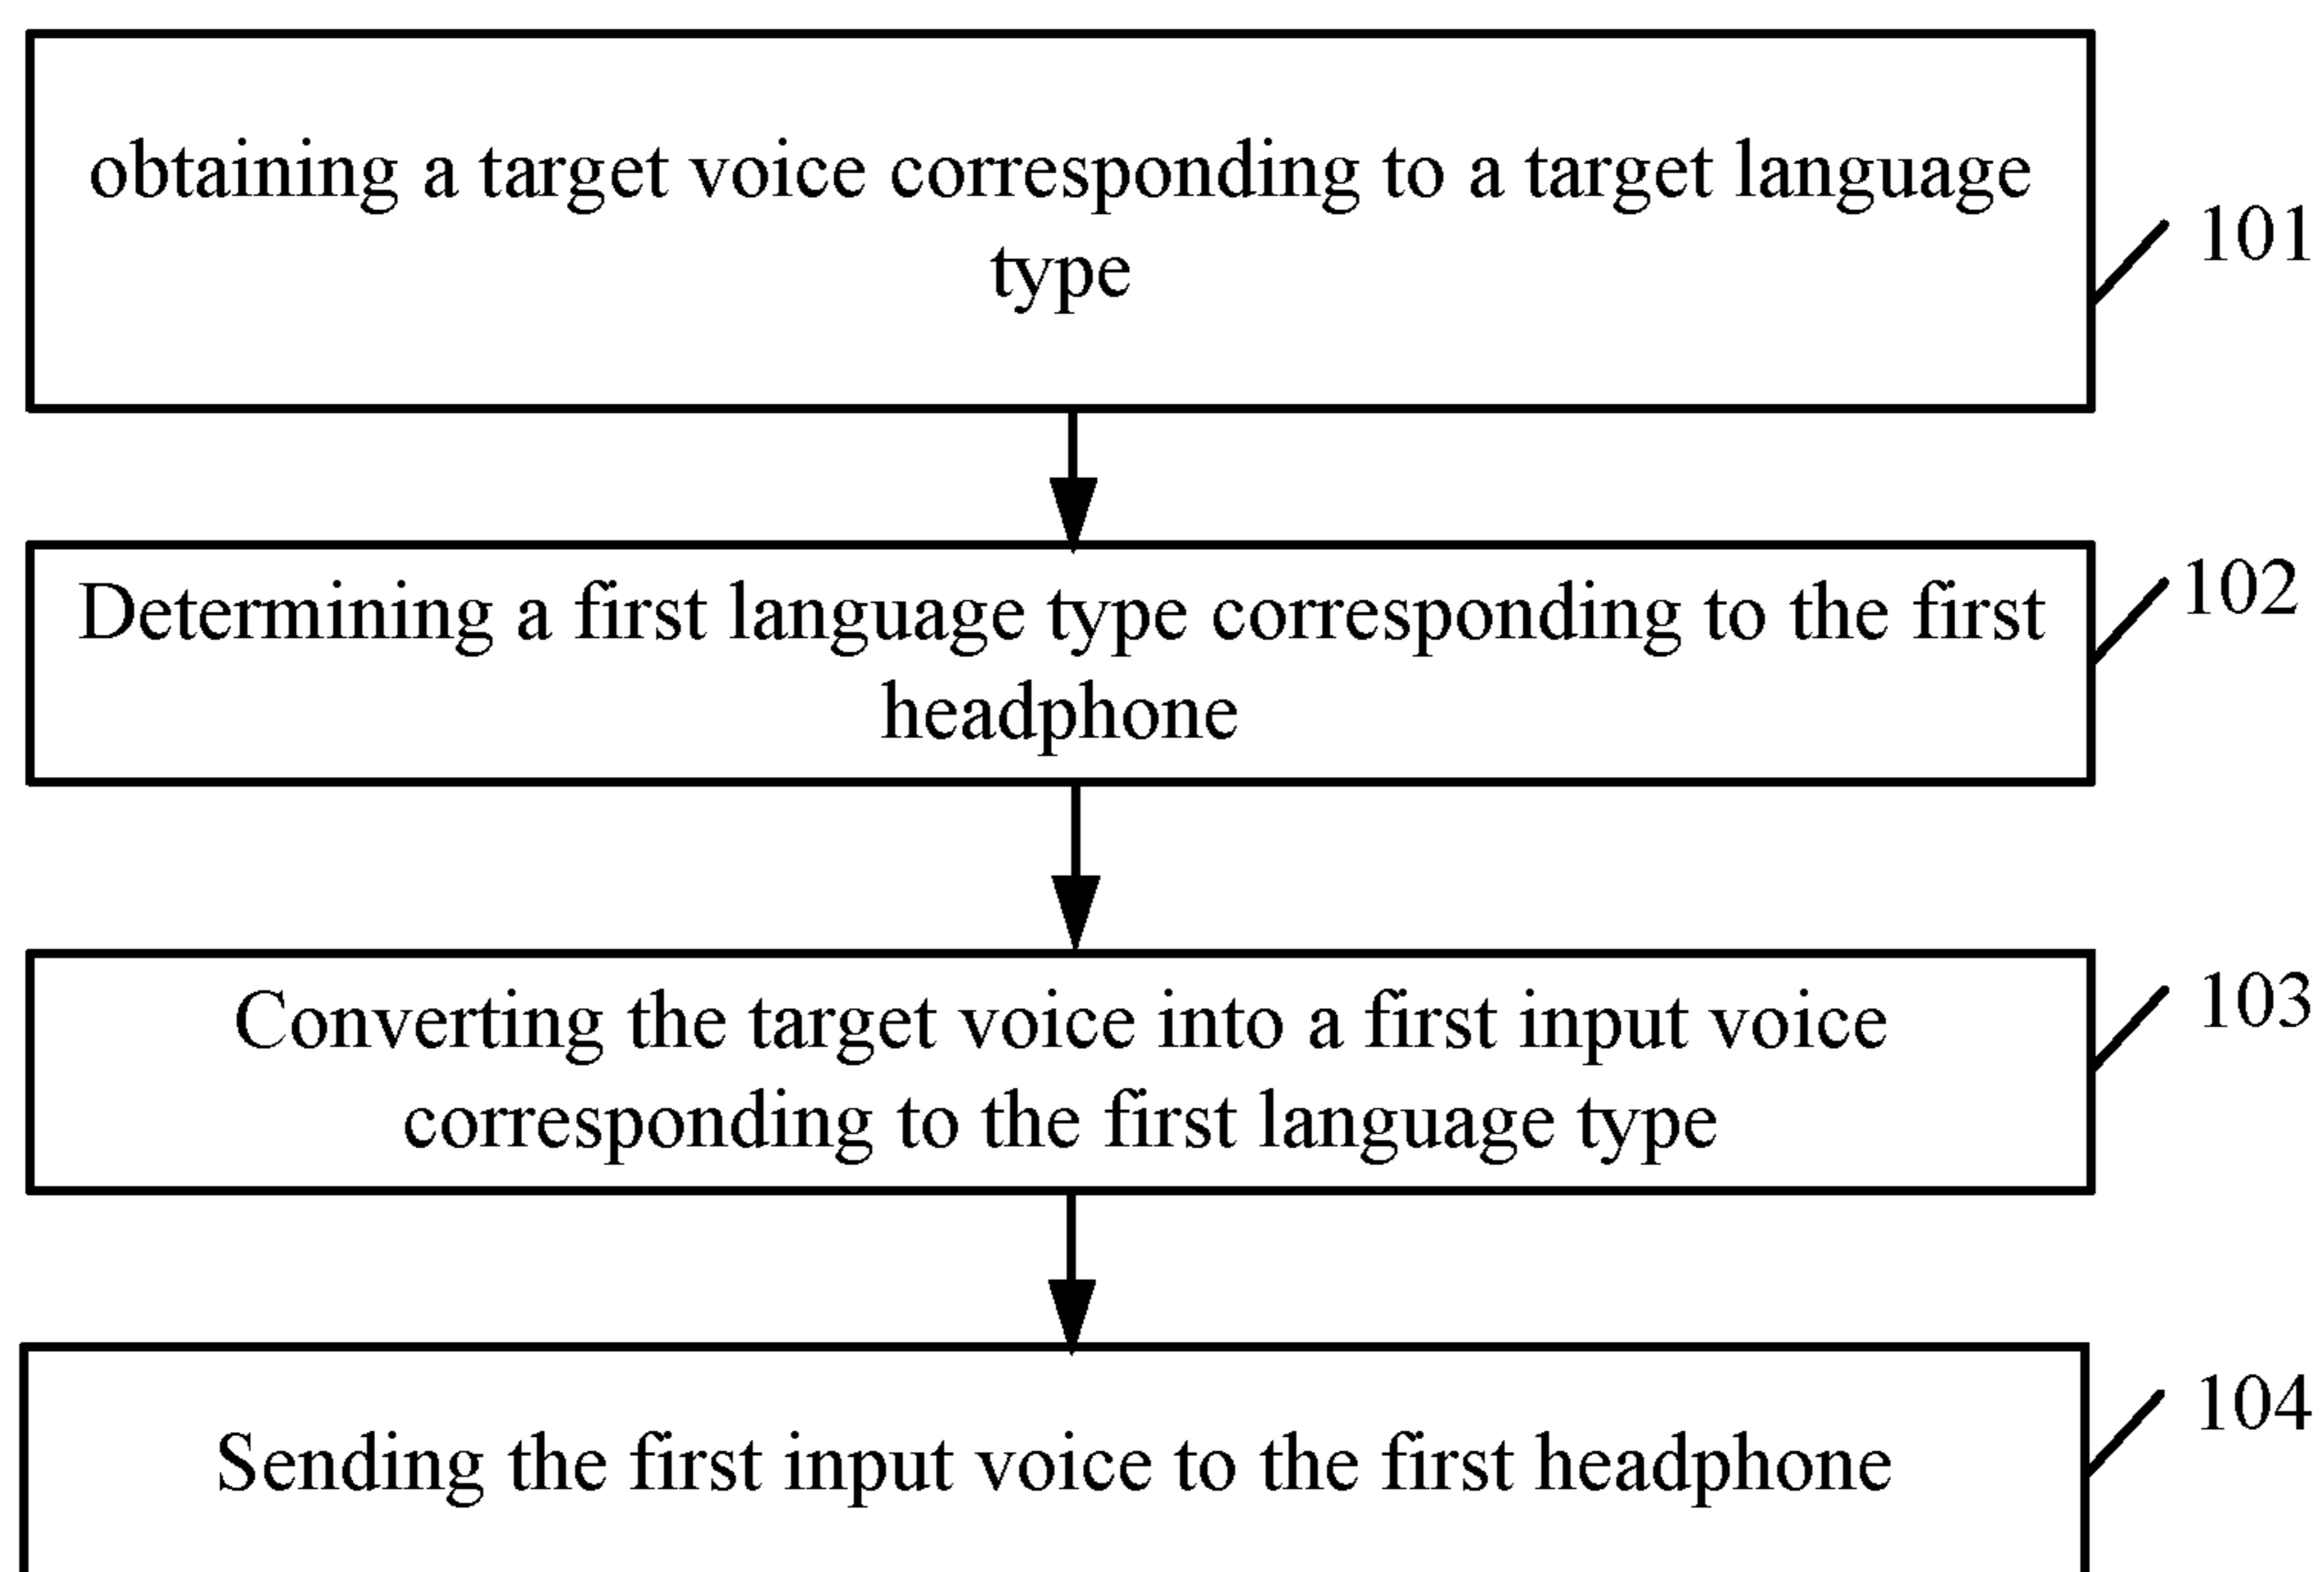 obtaining a target voice corresponding to a target language
type
101
Determining a first language type corresponding to the first
headphone
102
Converting the target voice into a first input voice
corresponding to the first language type
103
Sending the first input voice to the first headphone
104